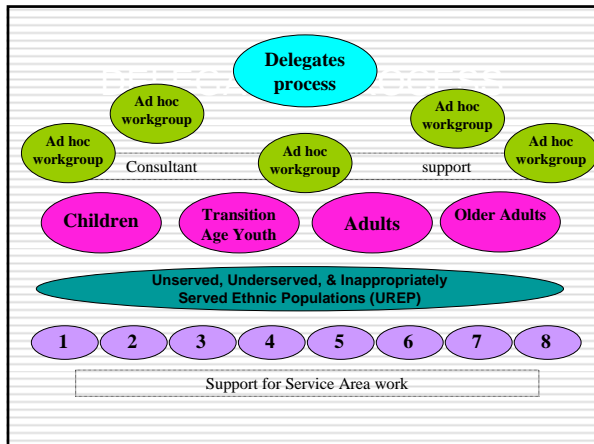 DELEGATES PROCESS
Delegates
process
Ad hoc
workgroup
Ad hoc
workgroup
Ad hoc
workgroup
Ad hoc
workgroup
Ad hoc
workgroup
Consultant support
Children
Transition
Age Youth
Adults
Older Adults
Unserved, Underserved, & Inappropriately
Served Ethnic Populations (UREP)
1 2 3 4 5 6 7 8
Support for Service Area work